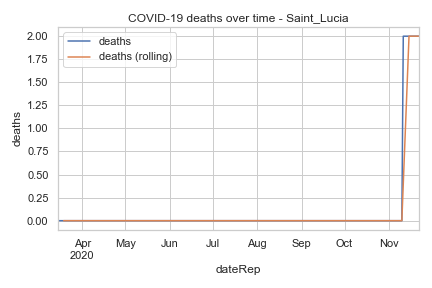 COVID-19 deaths over time - Saint_Lucia
deaths
deaths (rolling)
2.00
1.75
1.50
1.25
1.00
0.75
0.50
0.25
0.00
deaths
Apr May Jun Jul Aug Sep Oct Nov
2020
dateRep